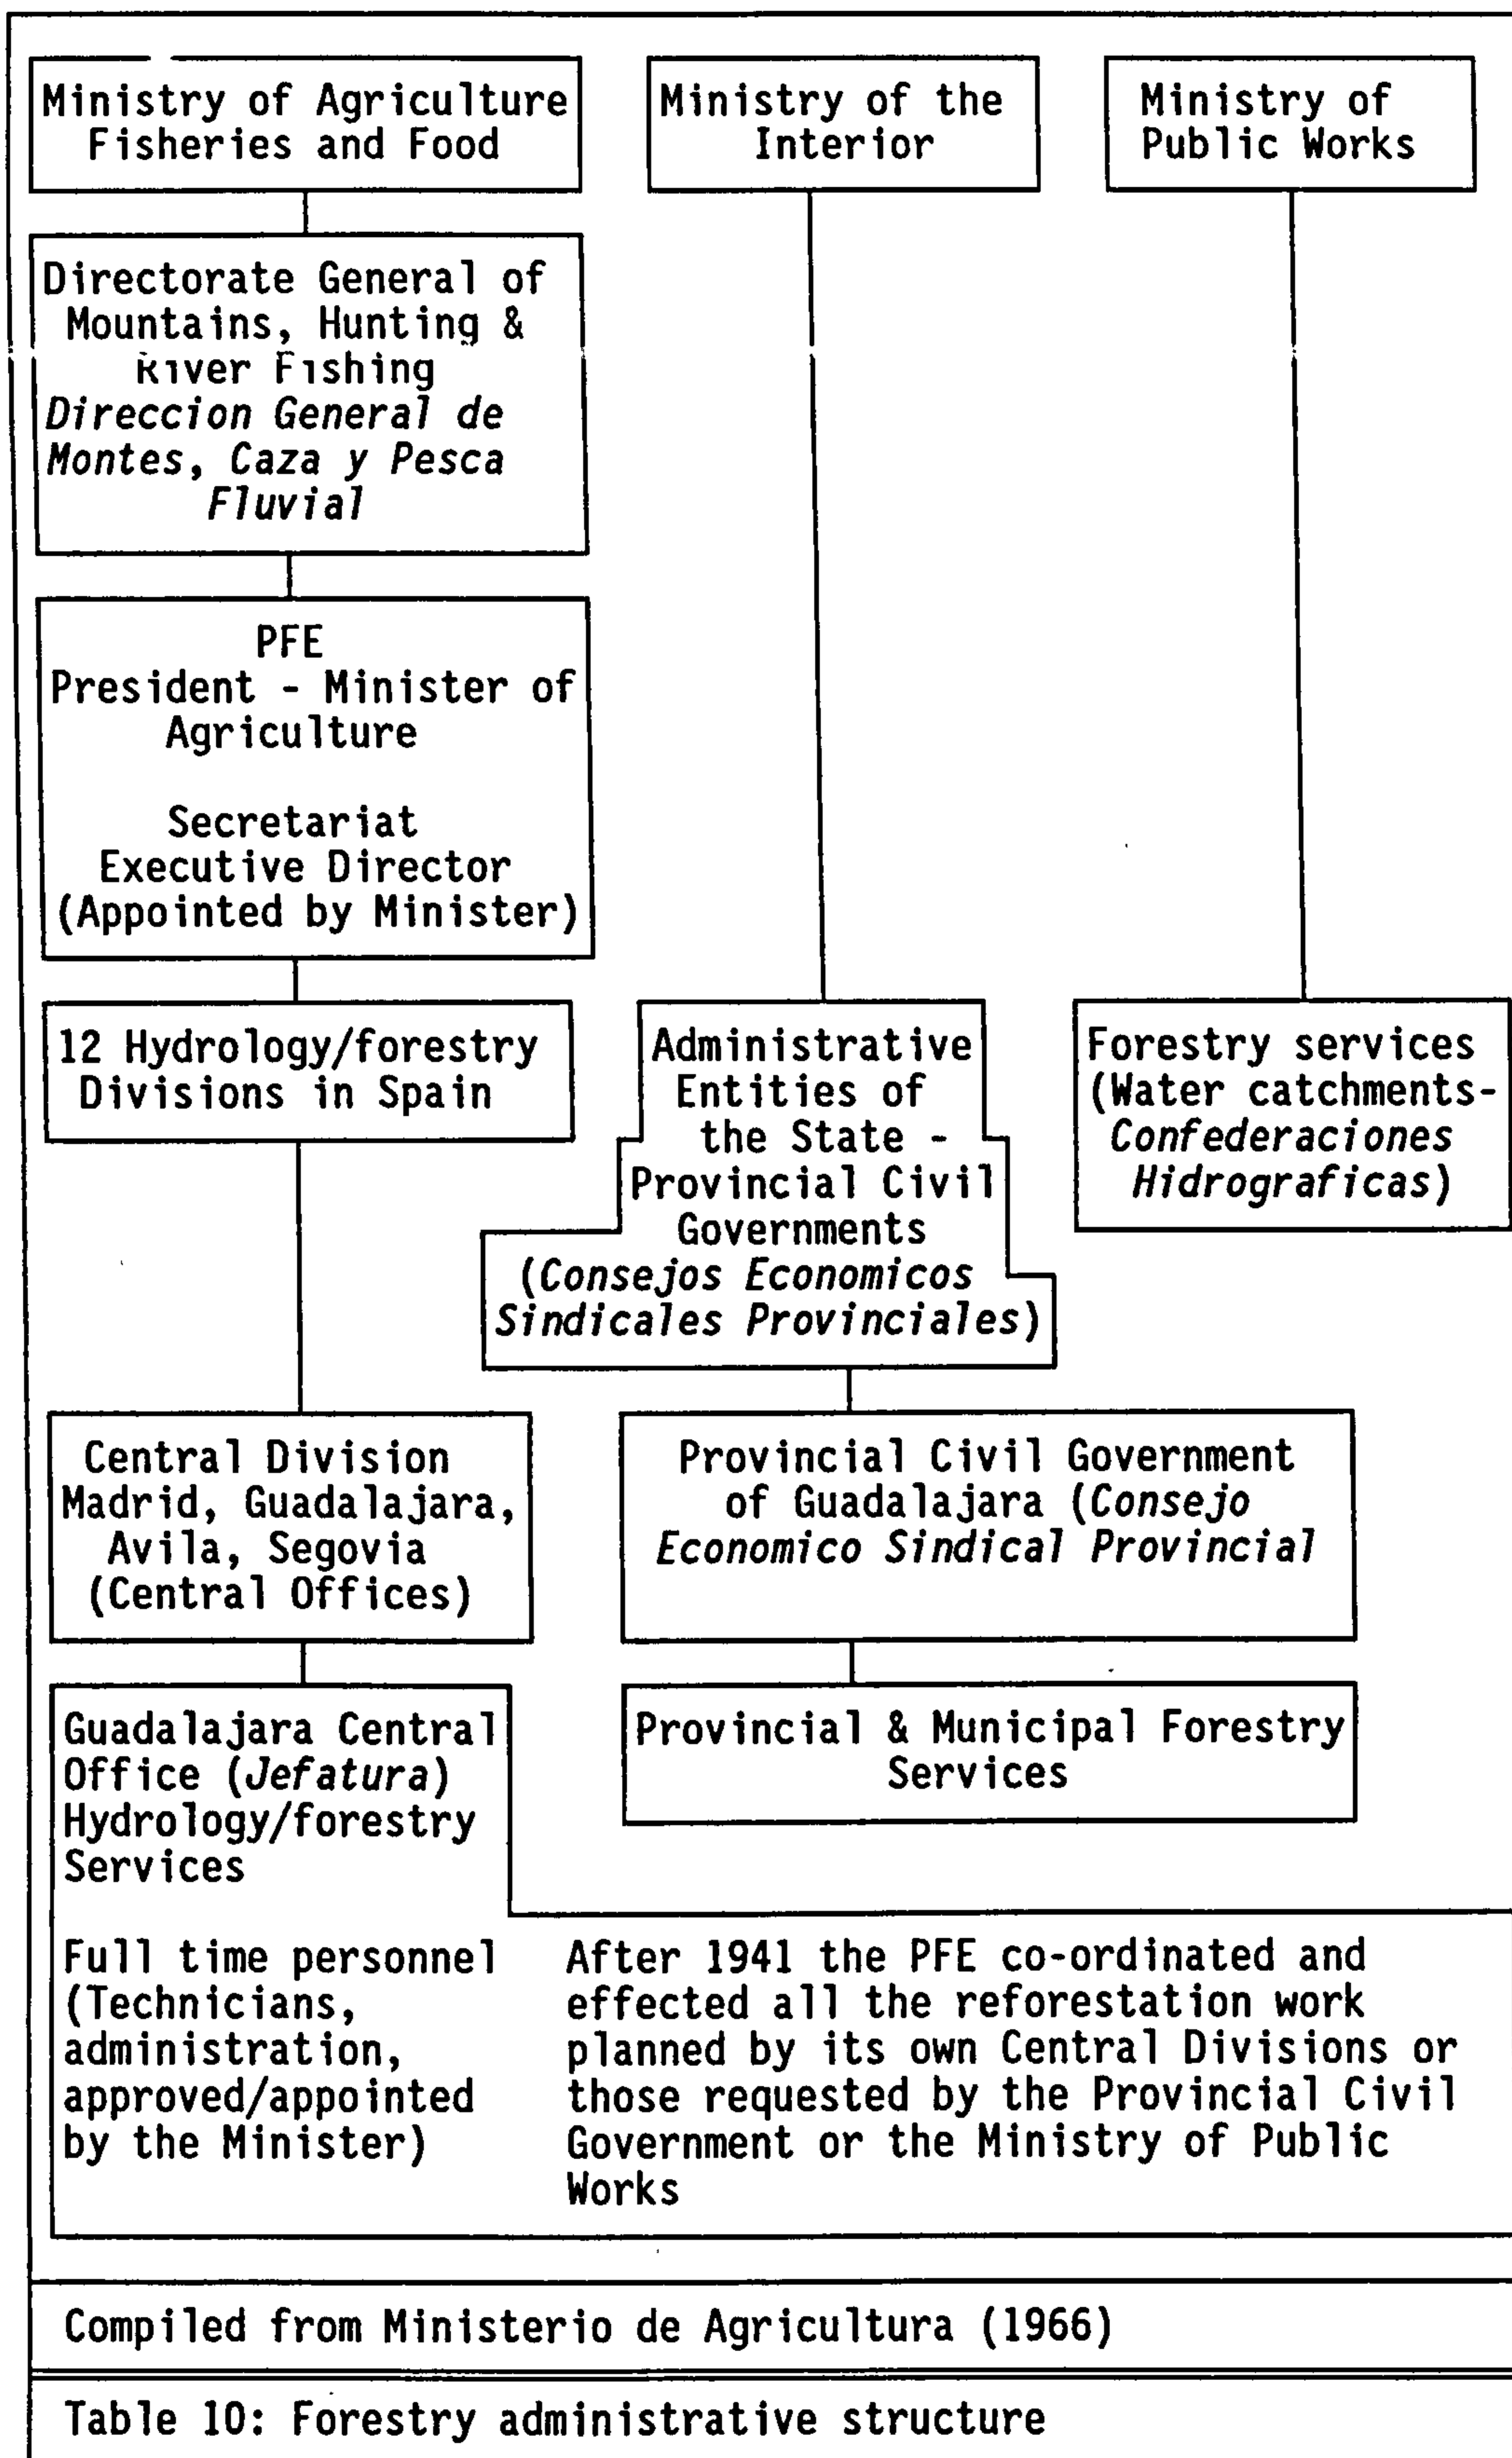 Ministry of Agriculture
Fisheries and Food
Ministry of the
Interior
Ministry of
Public Works
Directorate General of
Mountains, Hunting &
River Fishing
Direccion General de
Montes, Caza y Pesca
Fluvial
PFE
President - Minister of
Agriculture
Secretariat
Executive Director
(Appointed by Minister)
12 Hydrology/forestry
Divisions in Spain
Administrative
Entities of
the State -
Provincial Civil
Governments
(Consejos Economicos
Sindicales Provinciales)
Forestry services
(Water catchments-
Confederaciones
Hidrograficas)
Central Division
Madrid, Guadalajara,
Avila, Segovia
(Central Offices)
Provincial Civil Government
of Guadalajara (Consejo
Economico Sindical Provincial
Guadalajara Central
Office (Jefatura)
Hydrology/forestry
Services
Provincial & Municipal Forestry
Services
Full time personnel
(Technicians,
administration,
approved/appointed
by the Minister)
After 1941 the PFE co-ordinated and
effected all the reforestation work
planned by its own Central Divisions or
those requested by the Provincial Civil
Government or the Ministry of Public
Works
Compiled from Ministerio de Agricultura (1966)
Table 10: Forestry administrative structure